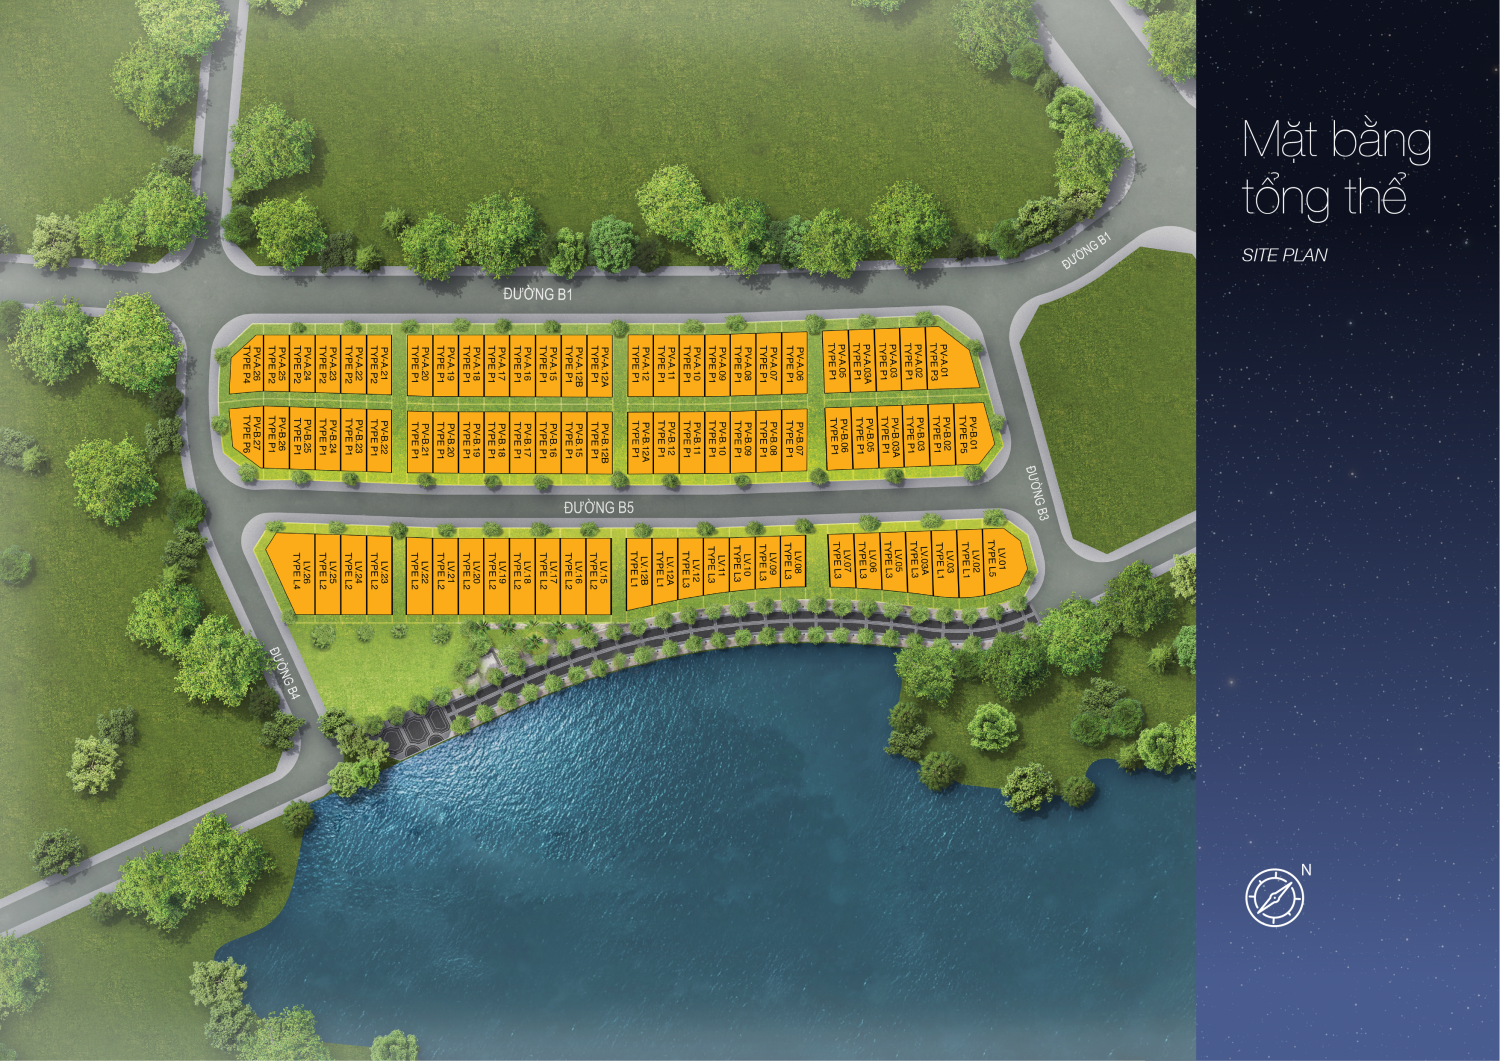 Mặt bằng
tổng thể
SITE PLAN
N
ĐƯỜNG B1
ĐƯỜNG B1
PV-A.26
TYPE P4
PV-A.25
TYPE P2
PV-A.24
TYPE P2
PV-A.23
TYPE P2
PV-A.22
TYPE P2
PV-A.21
TYPE P2
PV-A.20
TYPE P1
PV-A.19
TYPE P1
PV-A.18
TYPE P1
PV-A.17
TYPE P1
PV-A.16
TYPE P1
PV-A.15
TYPE P1
PV-A.12B
TYPE P1
PV-A.12A
TYPE P1
PV-A.12
TYPE P1
PV-A.11
TYPE P1
PV-A.10
TYPE P1
PV-A.09
TYPE P1
PV-A.08
TYPE P1
PV-A.07
TYPE P1
PV-A.06
TYPE P1
PV-A.05
TYPE P1
PV-A.03A
TYPE P1
PV-A.03
TYPE P1
PV-A.02
TYPE P1
PV-A.01
TYPE P3
PV-B.27
TYPE P6
PV-B.26
TYPE P1
PV-B.25
TYPE P1
PV-B.24
TYPE P1
PV-B.23
TYPE P1
PV-B.22
TYPE P1
PV-B.21
TYPE P1
PV-B.20
TYPE P1
PV-B.19
TYPE P1
PV-B.18
TYPE P1
PV-B.17
TYPE P1
PV-B.16
TYPE P1
PV-B.15
TYPE P1
PV-B.12B
TYPE P1
PV-B.12A
TYPE P1
PV-B.12
TYPE P1
PV-B.11
TYPE P1
PV-B.10
TYPE P1
PV-B.09
TYPE P1
PV-B.08
TYPE P1
PV-B.07
TYPE P1
PV-B.06
TYPE P1
PV-B.05
TYPE P1
PV-B.03A
TYPE P1
PV-B.03
TYPE P1
PV-B.02
TYPE P1
PV-B.01
TYPE P5
ĐƯỜNG B3
ĐƯỜNG B5
LV.26
TYPE L4
LV.25
TYPE L2
LV.24
TYPE L2
LV.23
TYPE L2
LV.22
TYPE L2
LV.21
TYPE L2
LV.20
TYPE L2
LV.19
TYPE L2
LV.18
TYPE L2
LV.17
TYPE L2
LV.16
TYPE L2
LV.15
TYPE L2
LV.12B
TYPE L1
LV.12A
TYPE L1
LV.12
TYPE L3
LV.11
TYPE L3
LV.10
TYPE L3
LV.09
TYPE L3
LV.08
TYPE L3
LV.07
TYPE L3
LV.06
TYPE L3
LV.05
TYPE L3
LV.03A
TYPE L3
LV.03
TYPE L1
LV.02
TYPE L1
LV.01
TYPE L5
ĐƯỜNG B4